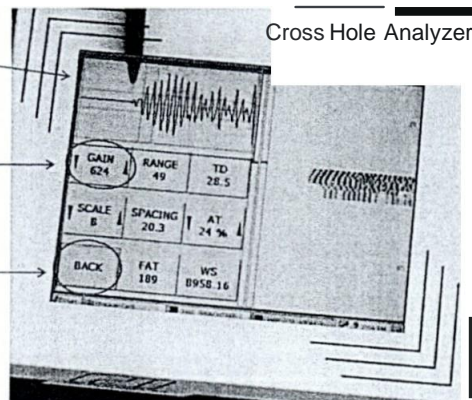 Cross Hole Analyzer
GAIN RANGE TD
624 49 28.5
SCALE SPACING AT
8 20.3 24 %
BACK FAT WS
189 8958.16